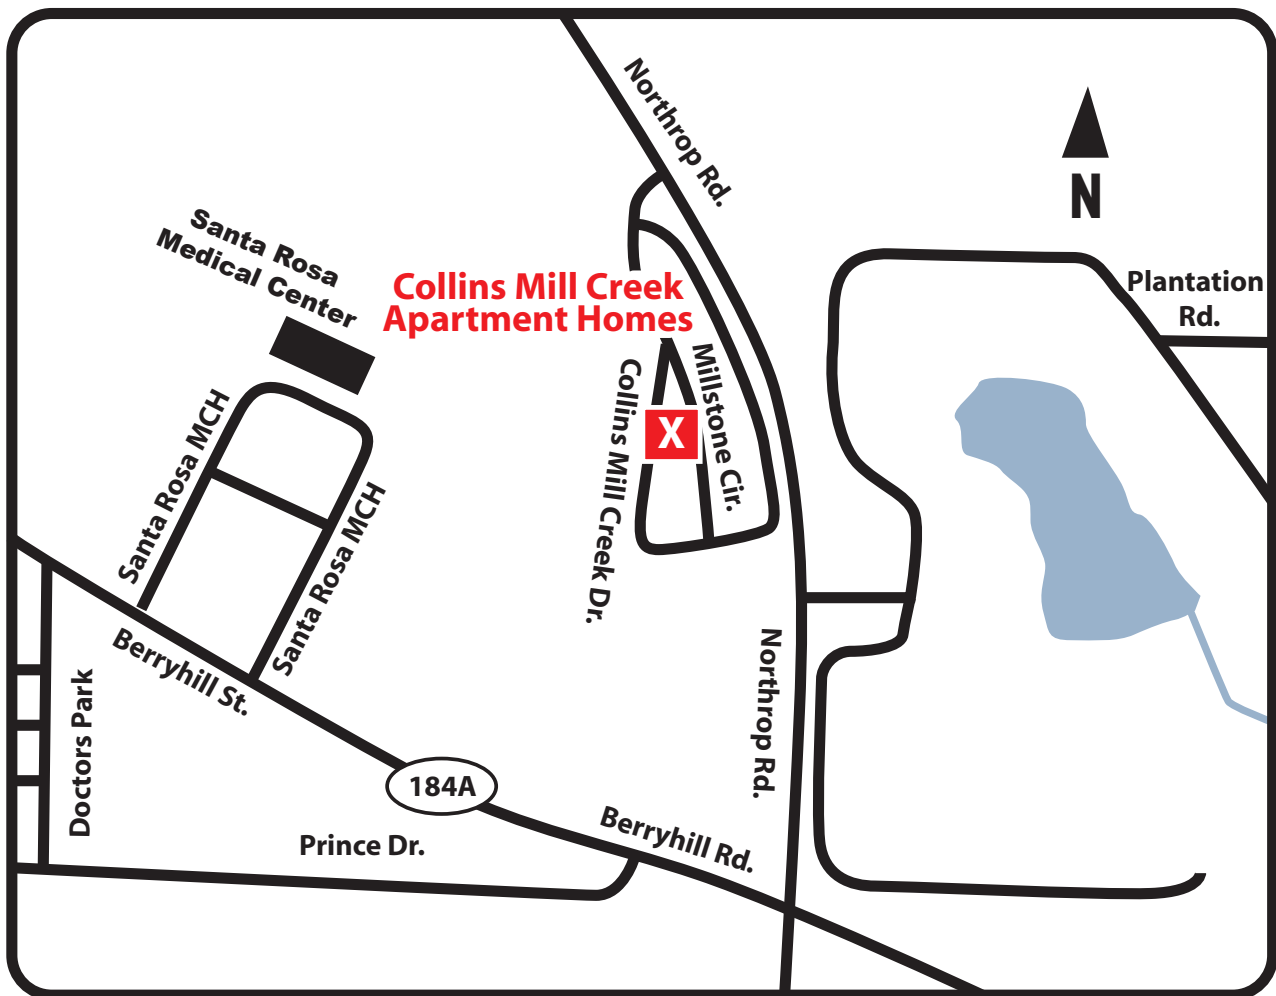 Northrop Rd.
N
Santa Rosa
Medical Center
Collins Mill Creek
Apartment Homes
Plantation
Rd.
Millstone Cir.
Collins Mill Creek Dr.
X
Santa Rosa MCH
Santa Rosa MCH
Berryhill St.
Northrop Rd.
Doctors Park
184A
Berryhill Rd.
Prince Dr.